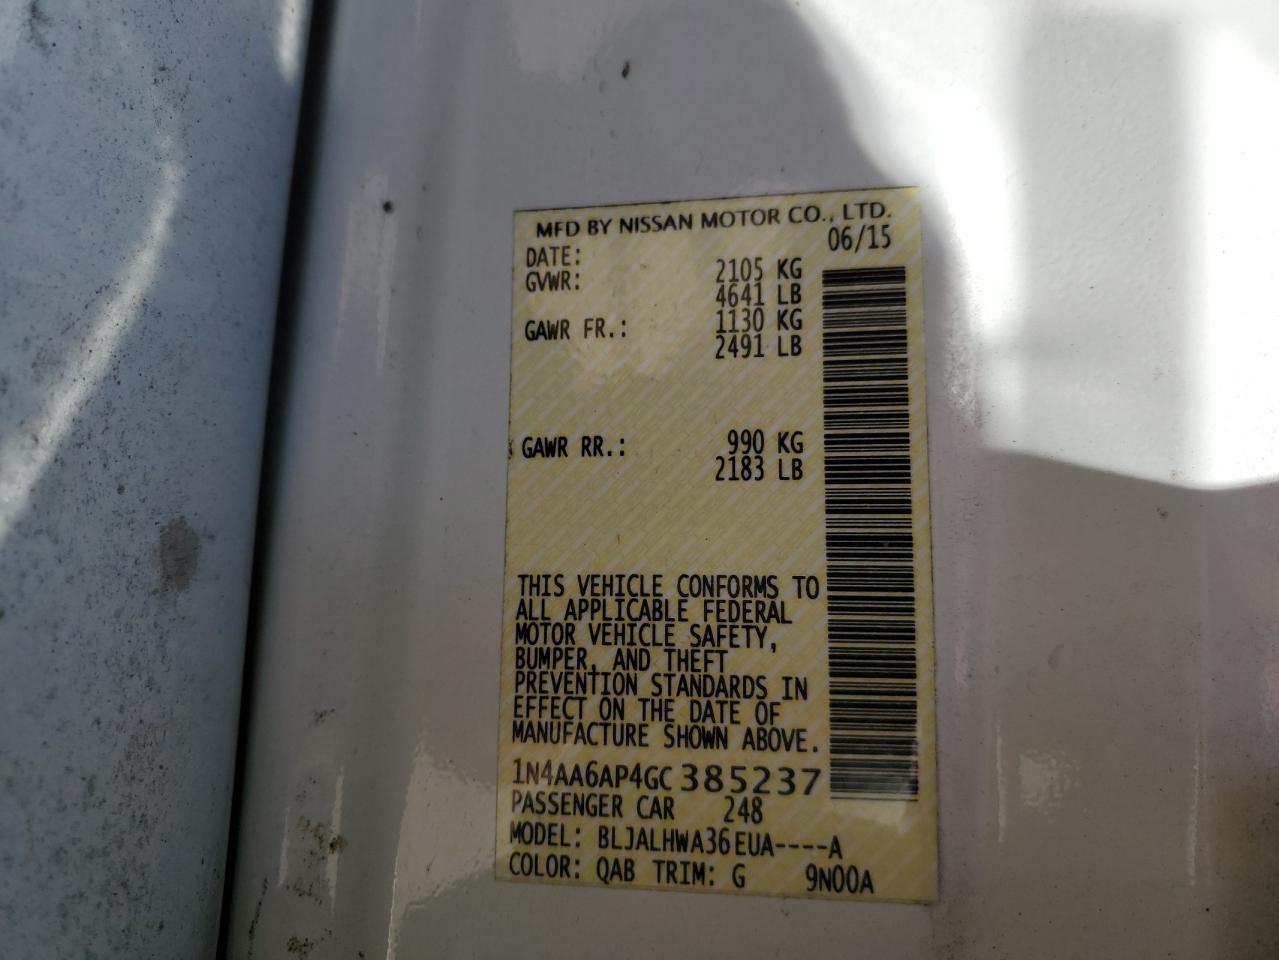 MFD BY NISSAN MOTOR CO., LTD.
DATE: 06/15
GVWR: 2105 KG
4641 LB
GAWR FR.: 1130 KG
2491 LB
GAWR RR.: 990 KG
2183 LB
THIS VEHICLE CONFORMS TO
ALL APPLICABLE FEDERAL
MOTOR VEHICLE SAFETY,
BUMPER, AND THEFT
PREVENTION STANDARDS IN
EFFECT ON THE DATE OF
MANUFACTURE SHOWN ABOVE.
1N4AA6AP4GC385237
PASSENGER CAR 248
MODEL: BLJALHWA36EUA----A
COLOR: QAB TRIM: G 9N00A